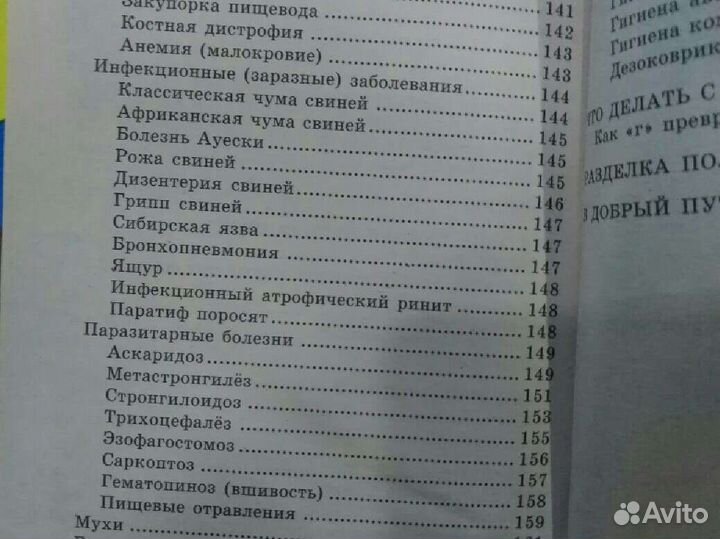 141
Закупорка пищевода ..... 142
Костная дистрофия ..... 143
Анемия (малокровие) ..... 143
Инфекционные (заразные) заболевания ..... 144
Классическая чума свиней ..... 144
Африканская чума свиней ..... 145
Болезнь Ауески ..... 145
Рожа свиней ..... 145
Дизентерия свиней ..... 146
Грипп свиней ..... 147
Сибирская язва ..... 147
Бронхопневмония ..... 147
Ящур ..... 148
Инфекционный атрофический ринит ..... 148
Паратиф поросят ..... 148
Паразитарные болезни ..... 149
Аскаридоз ..... 149
Метастронгилёз ..... 151
Стронгилоидоз ..... 153
Трихоцефалёз ..... 155
Эзофагостомоз ..... 156
Саркоптоз ..... 157
Гематопиноз (вшивость) ..... 158
Пищевые отравления ..... 159
Мухи ..... 161
Гигиена
Гигиена ко
Дезоковрик
ТО ДЕЛАТЬ С
Как «г» превр
РАЗДЕЛКА ПО
В ДОБРЫЙ ПУ
Avito